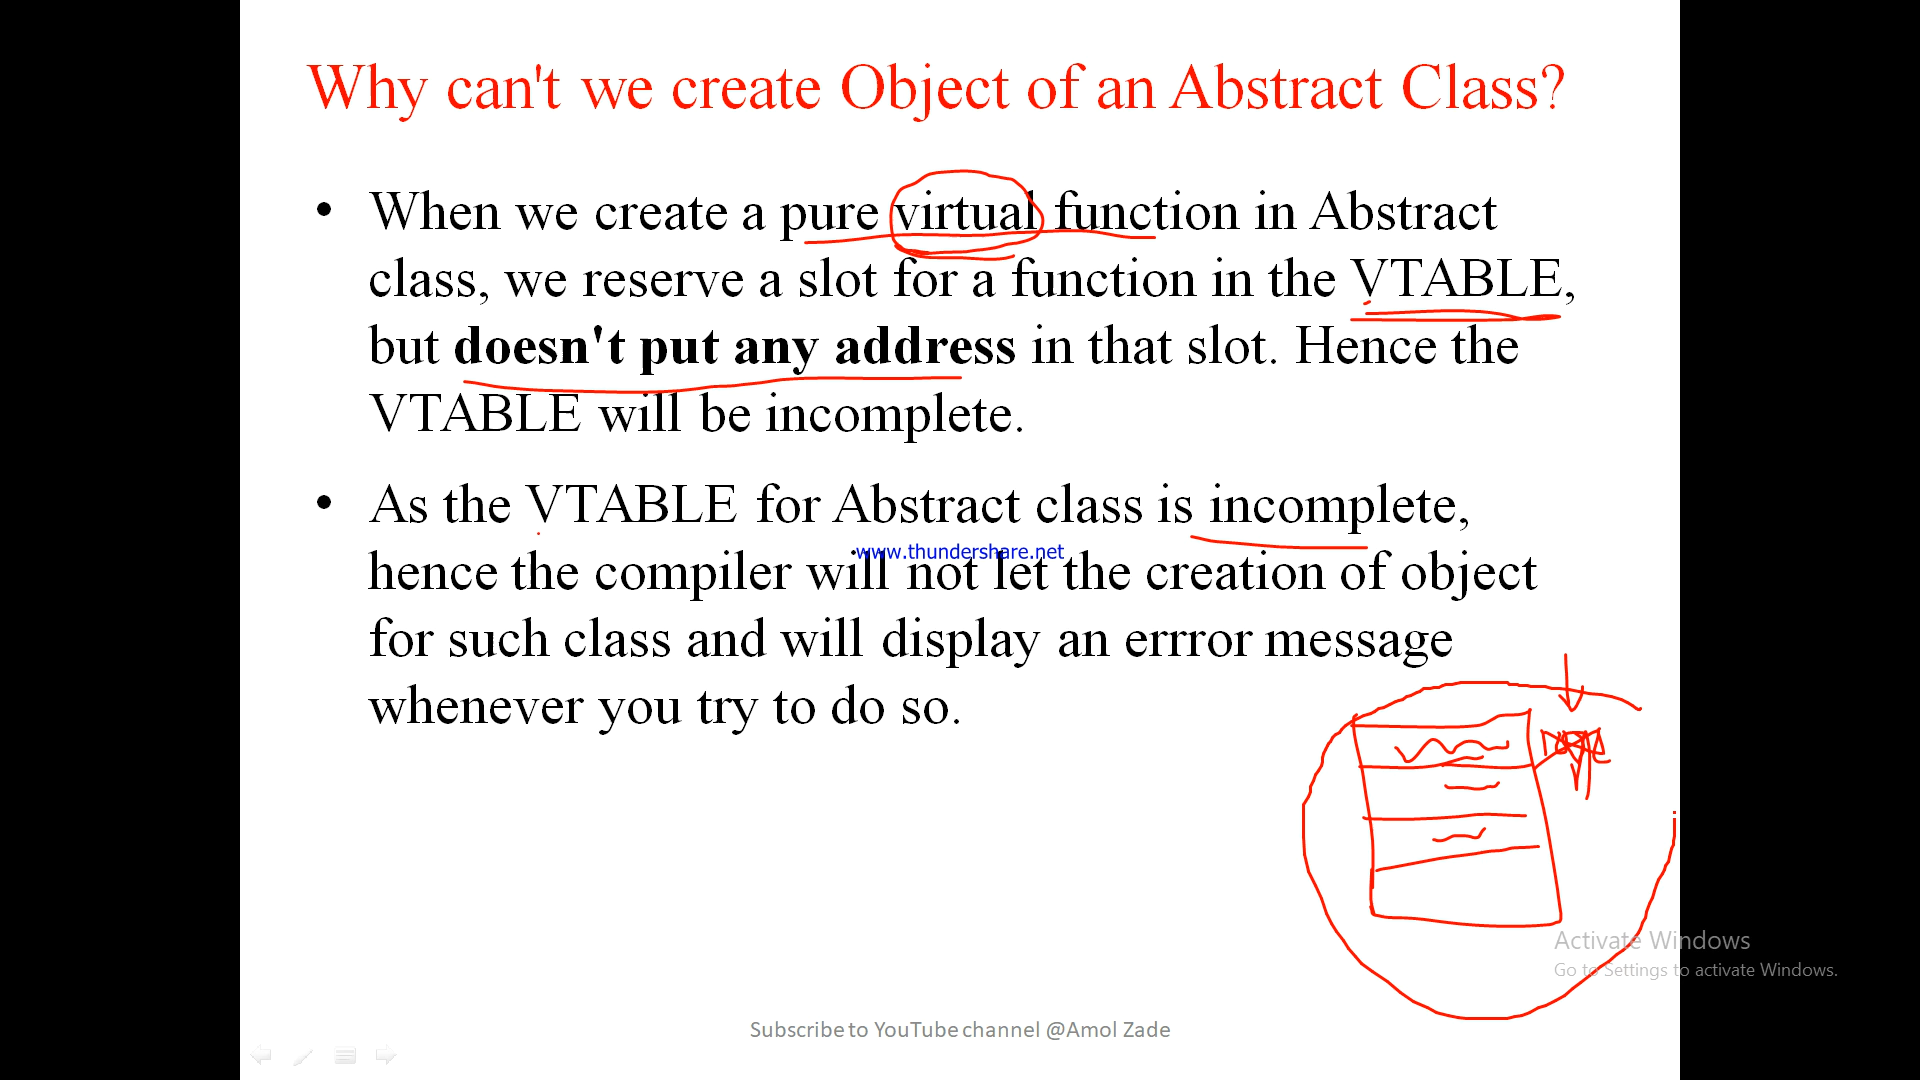 Why can't we create Object of an Abstract Class?
• When we create a pure virtual function in Abstract
class, we reserve a slot for a function in the VTABLE,
but doesn't put any address in that slot. Hence the
VTABLE will be incomplete.
• As the VTABLE for Abstract class is incomplete,
www.thundershare.net
hence the compiler will not let the creation of object
for such class and will display an errror message
whenever you try to do so.
Activate Windows
Go to Settings to activate Windows.
Subscribe to YouTube channel @Amol Zade